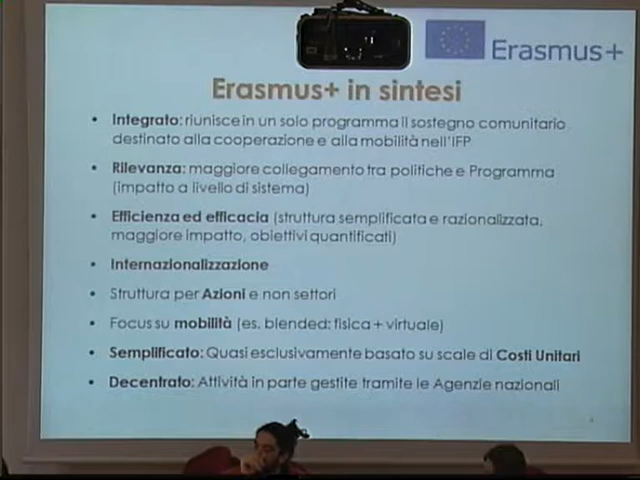 Erasmus+
Erasmus+ in sintesi
• Integrato: riunisce in un solo programma il sostegno comunitario
destinato alla cooperazione e alla mobilità nell'IFP
• Rilevanza: maggiore collegamento tra politiche e Programma
(impatto a livello di sistema)
• Efficienza ed efficacia (struttura semplificata e razionalizzata,
maggiore impatto, obiettivi quantificati)
• Internazionalizzazione
• Struttura per Azioni e non settori
• Focus su mobilità (es. blended: fisica + virtuale)
• Semplificato: Quasi esclusivamente basato su scale di Costi Unitari
• Decentrato: Attività in parte gestite tramite le Agenzie nazionali